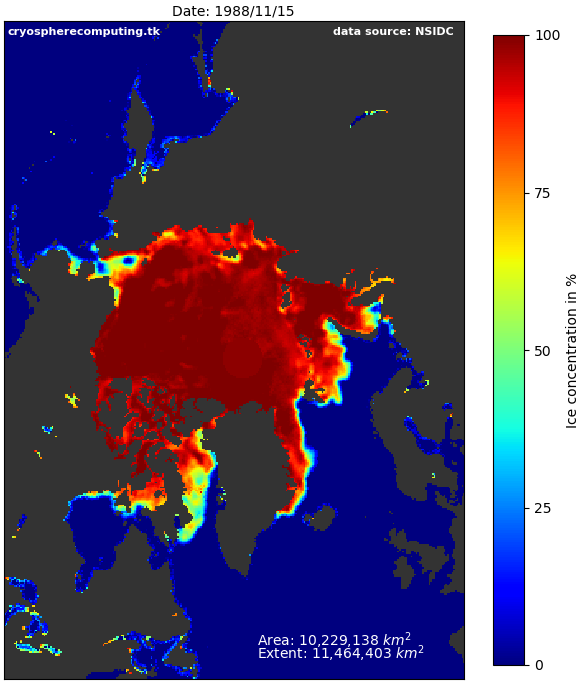 Date: 1988/11/15
cryospherecomputing.tk data source: NSIDC
100
75
50
25
0
Ice concentration in %
Area: 10,229,138 km²
Extent: 11,464,403 km²